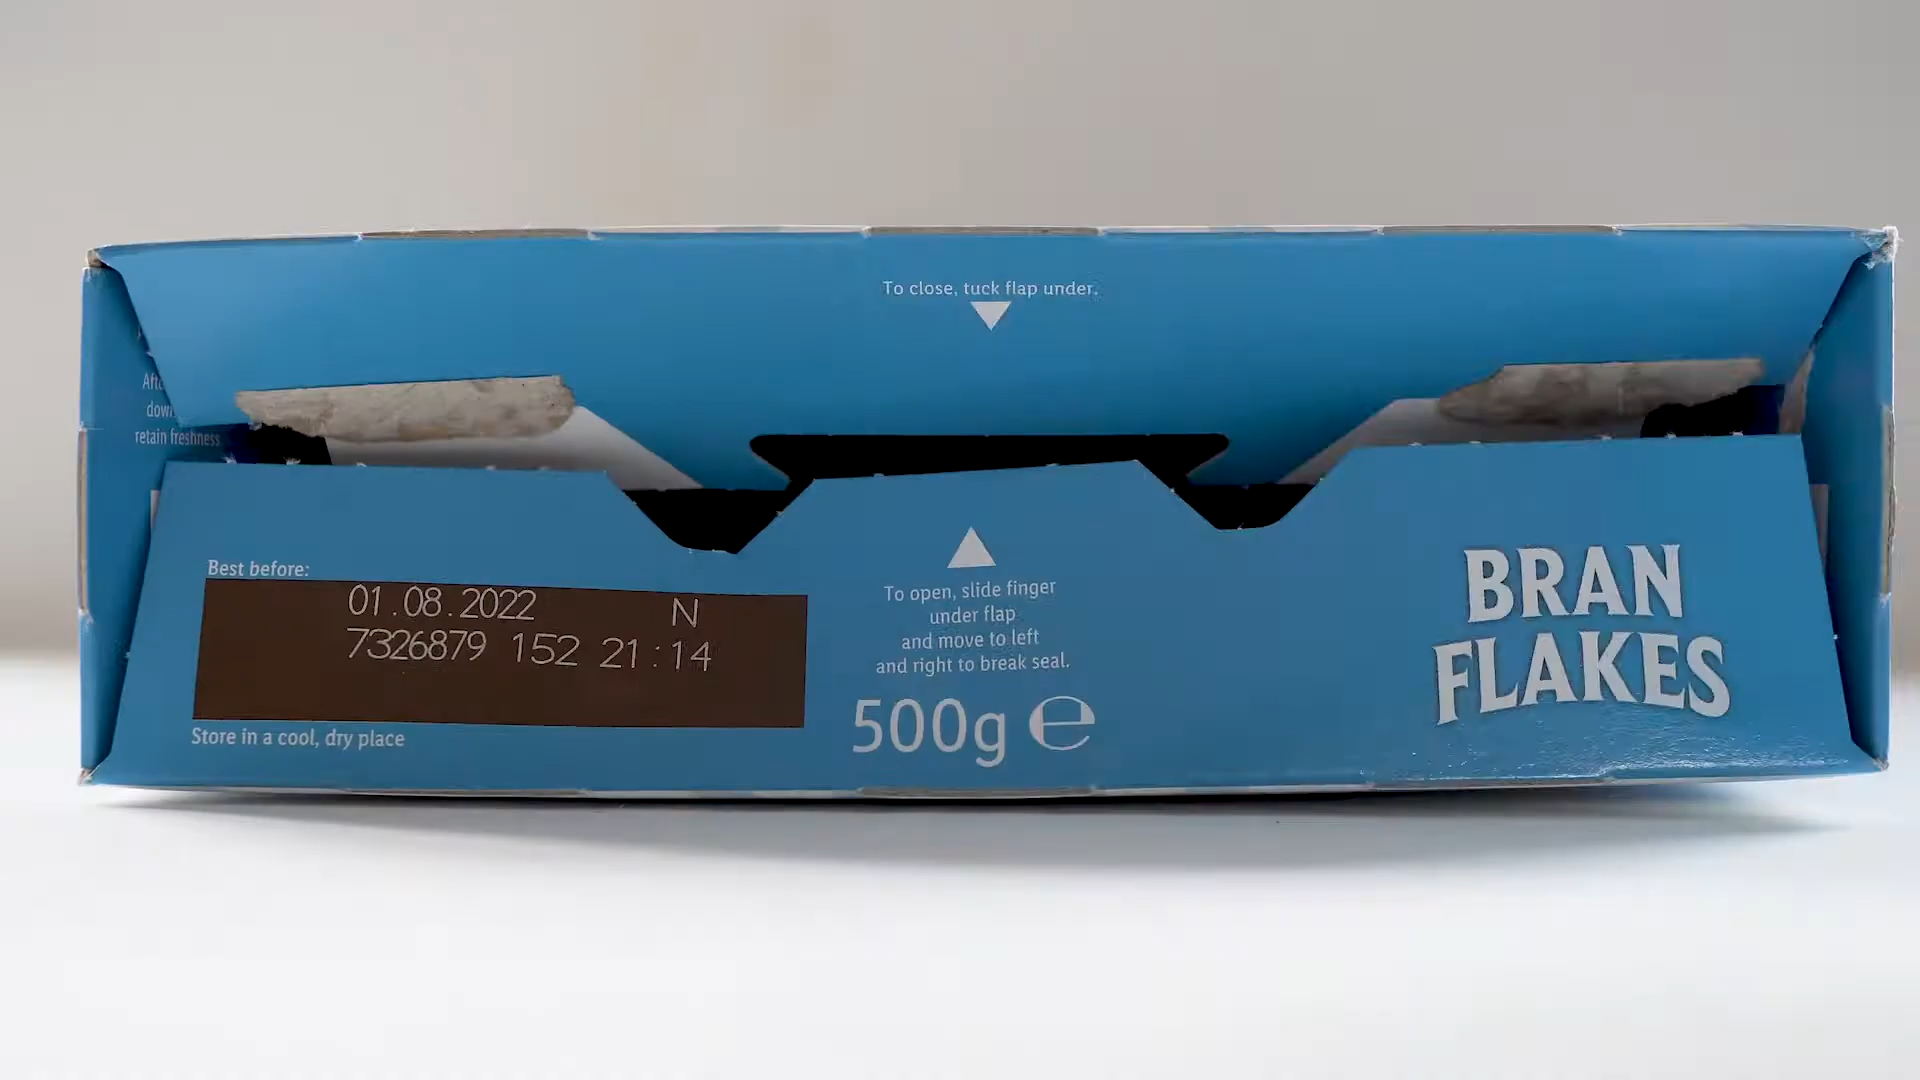 To close, tuck flap under.
retain freshness
Best before:
01.08.2022 N
7326879 152 21:14
Store in a cool, dry place
To open, slide finger
under flap
and move to left
and right to break seal.
500g ℮
BRAN
FLAKES